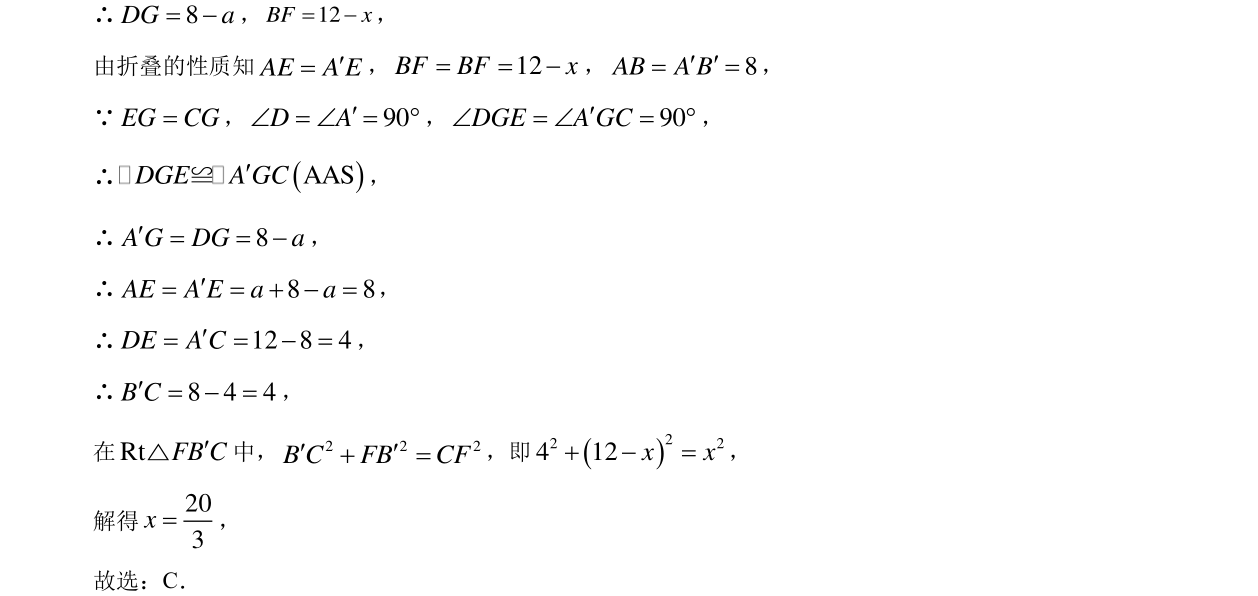 ∴ DG = 8 − a， BF = 12 − x，
由折叠的性质知 AE = A′E， BF = BF = 12 − x， AB = A′B′ = 8，
∵ EG = CG， ∠D = ∠A′ = 90°， ∠DGE = ∠A′GC = 90°，
∴ □ DGE ≌ □ A′GC (AAS)，
∴ A′G = DG = 8 − a，
∴ AE = A′E = a + 8 − a = 8，
∴ DE = A′C = 12 − 8 = 4，
∴ B′C = 8 − 4 = 4，
在 Rt△FB′C 中， B′C² + FB′² = CF²，即 4² + (12 − x)² = x²，
解得 x = 20/3，
故选：C．